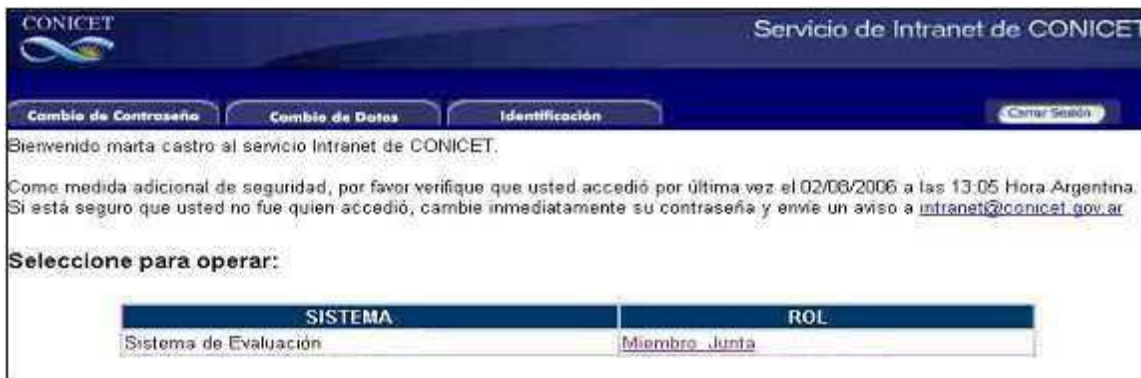 CONICET
Servicio de Intranet de CONICET
Cambio de Contraseña Cambio de Datos Identificación Cerrar Sesión
Bienvenido marta castro al servicio Intranet de CONICET.
Como medida adicional de seguridad, por favor verifique que usted accedió por última vez el 02/08/2006 a las 13:05 Hora Argentina.
Si está seguro que usted no fue quien accedió, cambie inmediatamente su contraseña y envíe un aviso a intranet@conicet.gov.ar
Seleccione para operar:
SISTEMA ROL
Sistema de Evaluación Miembro Junta